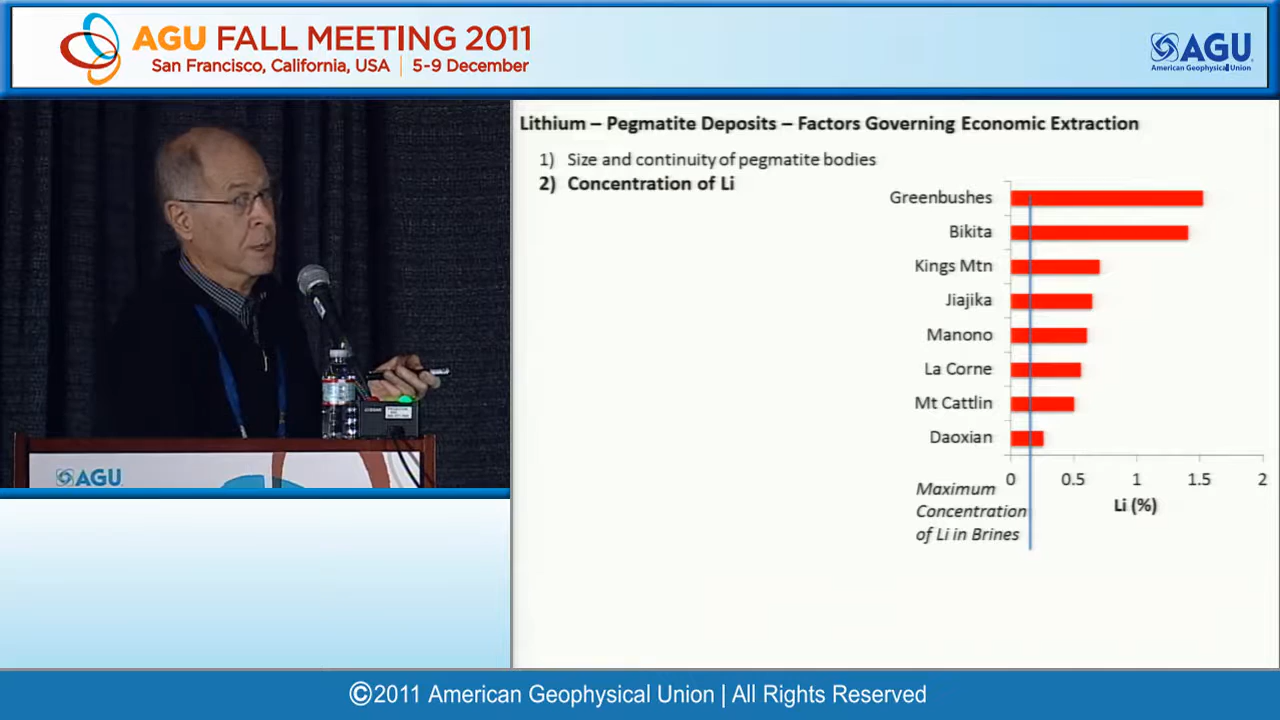 AGU FALL MEETING 2011
San Francisco, California, USA | 5-9 December
AGU
American Geophysical Union
Lithium – Pegmatite Deposits – Factors Governing Economic Extraction
1) Size and continuity of pegmatite bodies
2) Concentration of Li
Greenbushes
Bikita
Kings Mtn
Jiajika
Manono
La Corne
Mt Cattlin
Daoxian
0 0.5 1 1.5 2
Li (%)
Maximum
Concentration
of Li in Brines
AGU
©2011 American Geophysical Union | All Rights Reserved